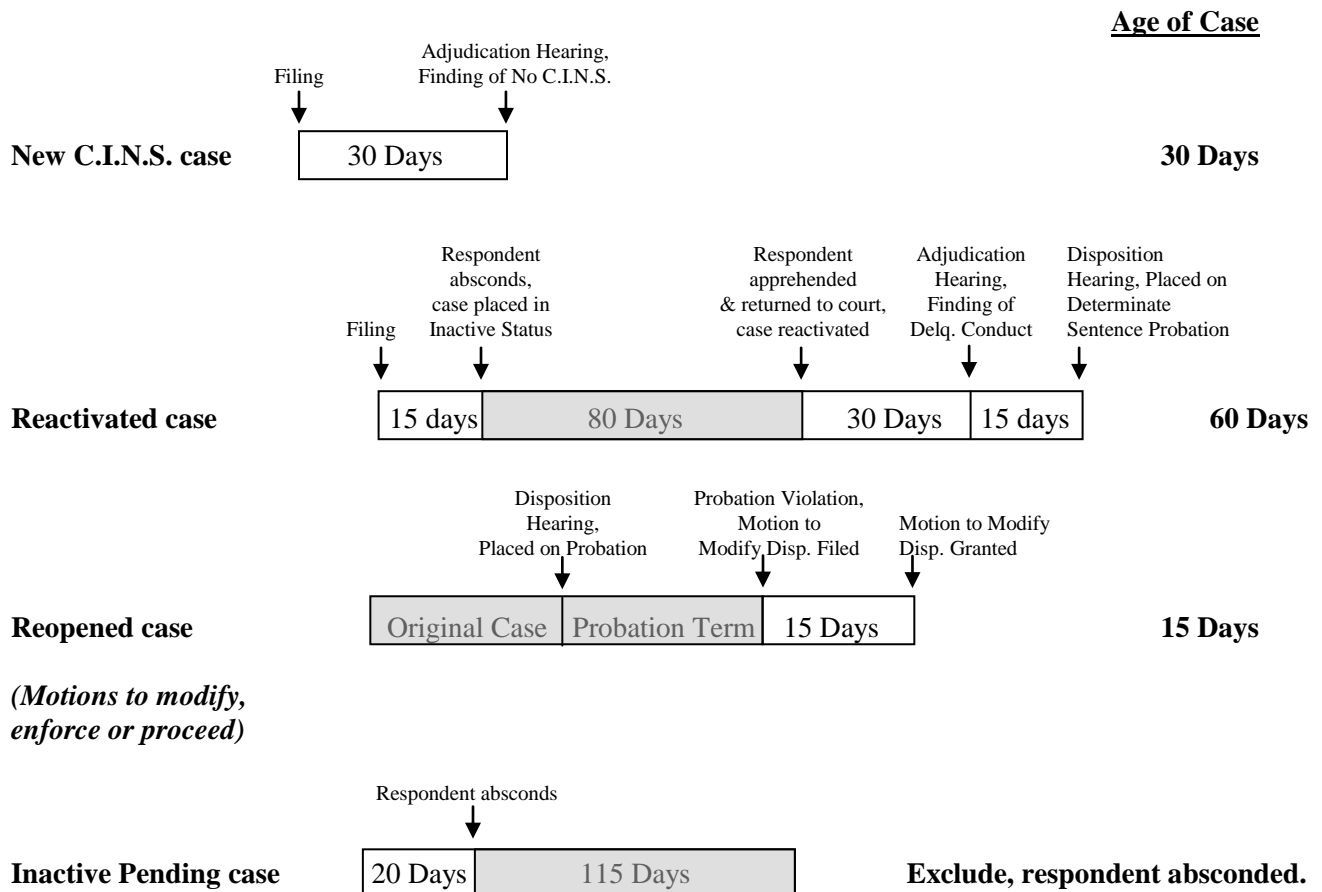 Age of Case
Adjudication Hearing,
Filing Finding of No C.I.N.S.
New C.I.N.S. case 30 Days 30 Days
Respondent
absconds,
case placed in
Inactive Status
Respondent
apprehended
& returned to court,
case reactivated
Adjudication
Hearing,
Finding of
Delq. Conduct
Disposition
Hearing, Placed on
Determinate
Sentence Probation
Filing
Reactivated case 15 days 80 Days 30 Days 15 days 60 Days
Disposition
Hearing,
Placed on Probation
Probation Violation,
Motion to
Modify Disp. Filed
Motion to Modify
Disp. Granted
Reopened case Original Case Probation Term 15 Days 15 Days
(Motions to modify,
enforce or proceed)
Respondent absconds
Inactive Pending case 20 Days 115 Days Exclude, respondent absconded.